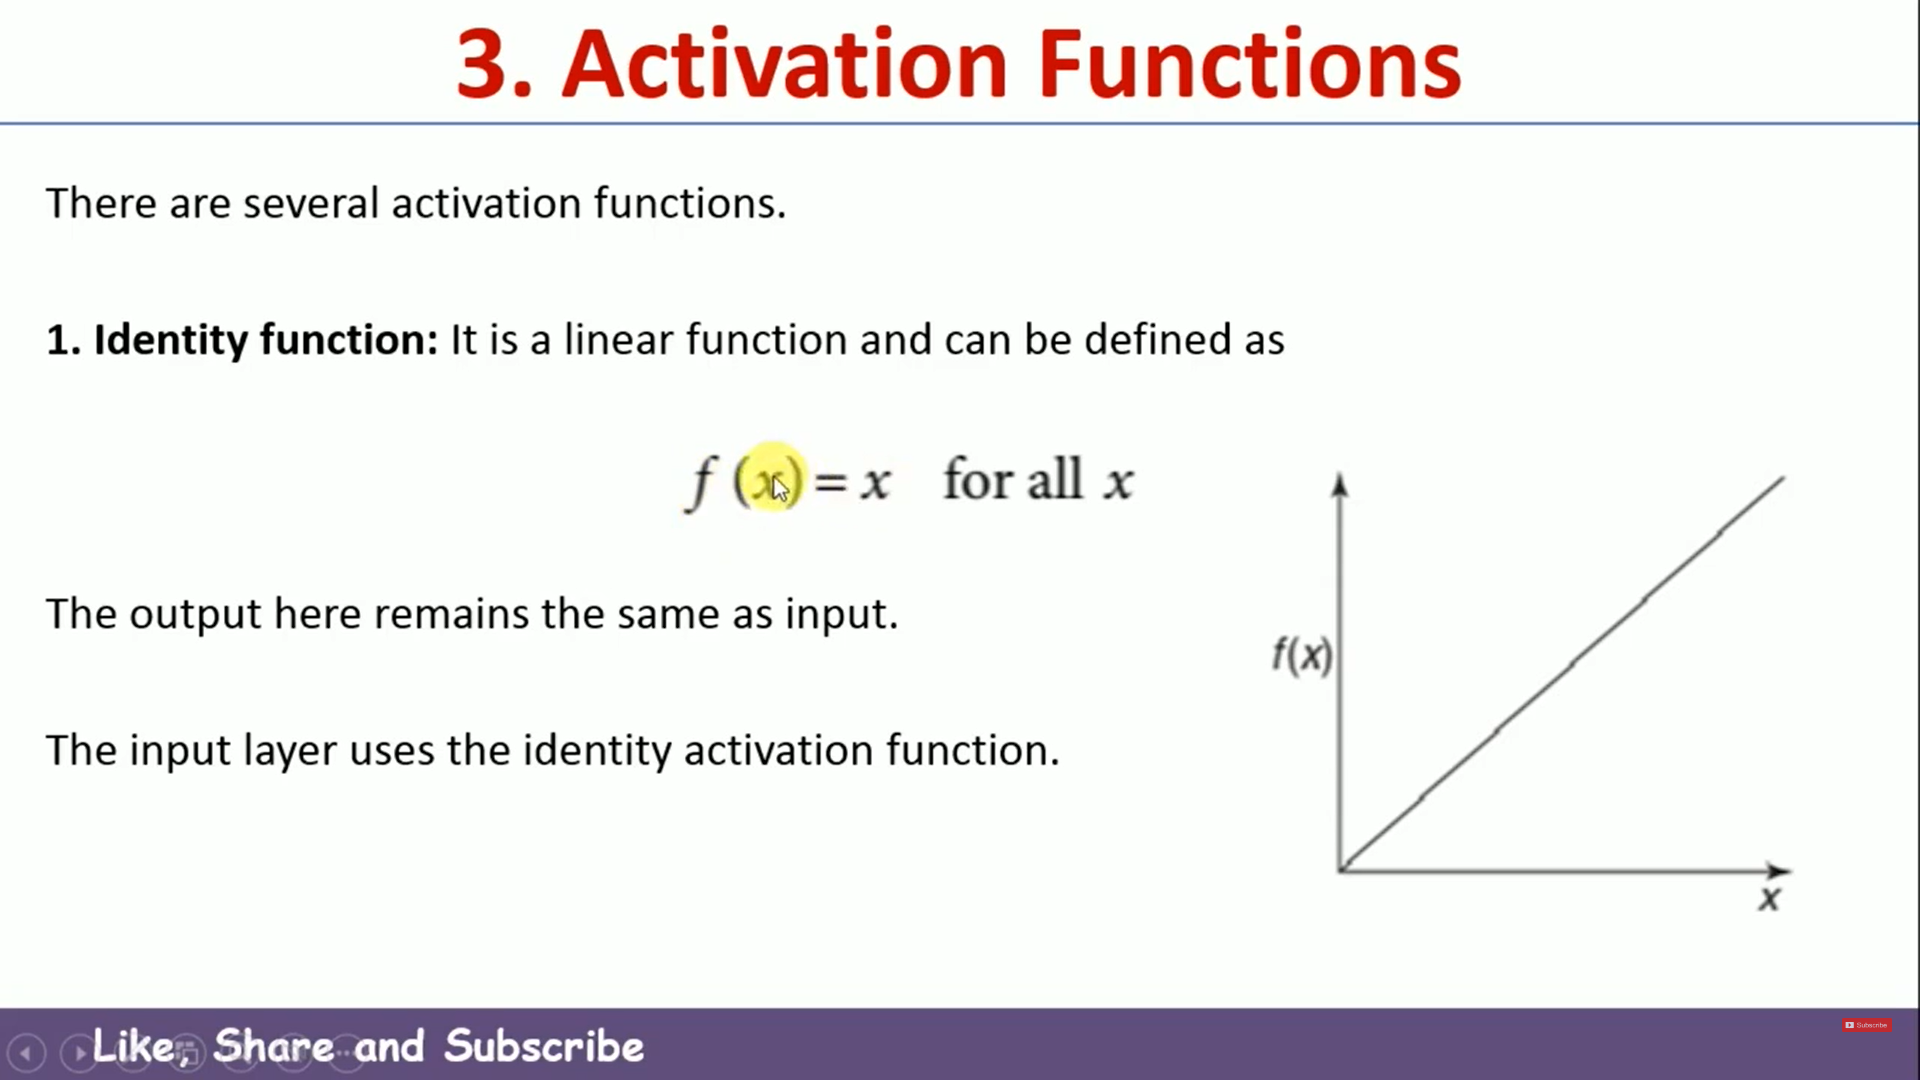 3. Activation Functions
There are several activation functions.
1. Identity function: It is a linear function and can be defined as
f (x) = x for all x
The output here remains the same as input.
f(x)
The input layer uses the identity activation function.
x
Like, Share and Subscribe
Subscribe